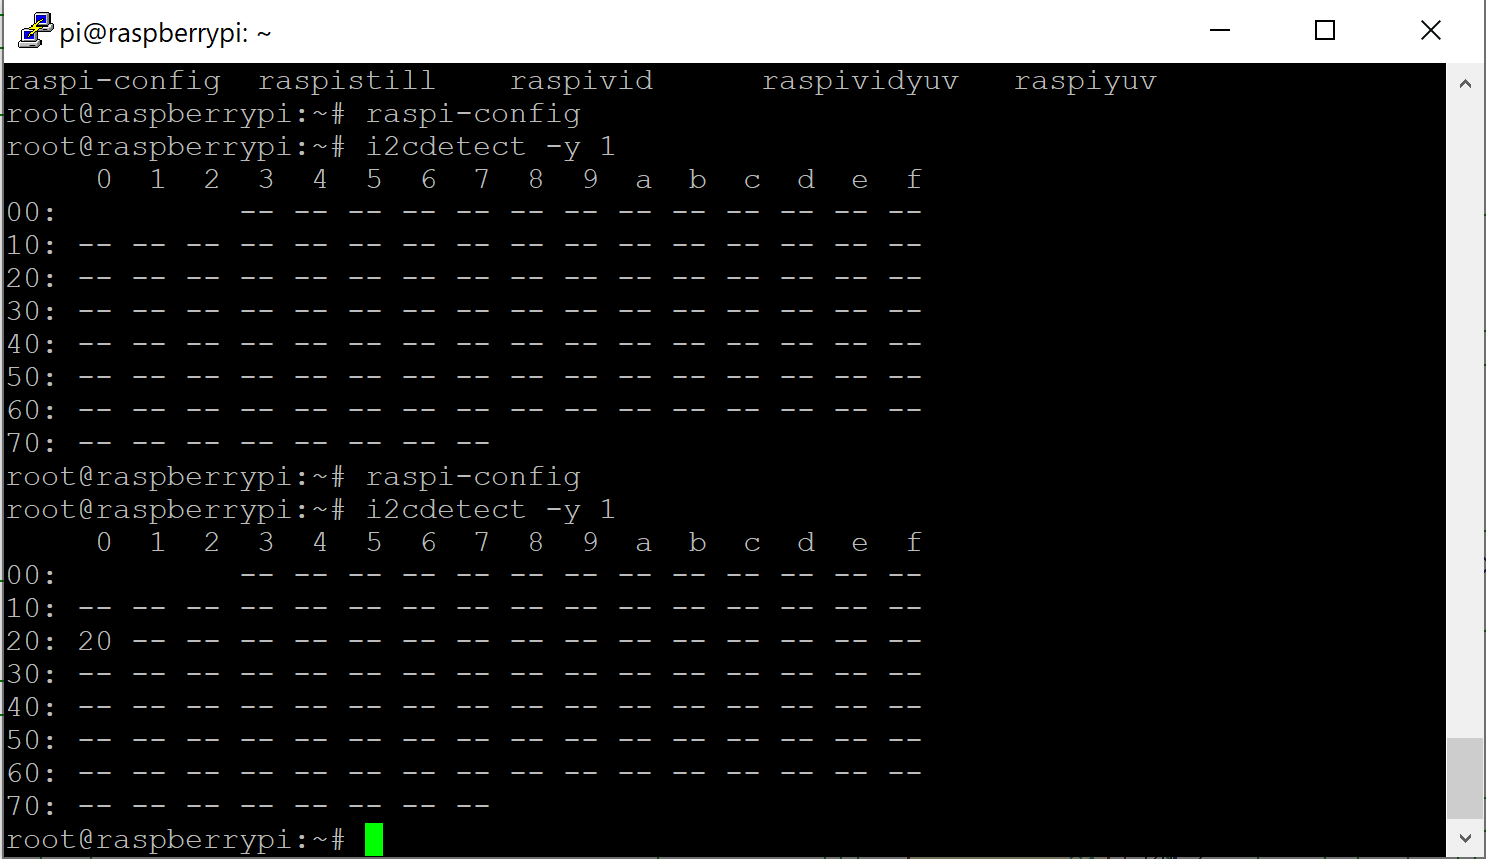 pi@raspberrypi: ~
raspi-config  raspistill    raspivid      raspividyuv   raspiyuv
root@raspberrypi:~# raspi-config
root@raspberrypi:~# i2cdetect -y 1
     0  1  2  3  4  5  6  7  8  9  a  b  c  d  e  f
00:          -- -- -- -- -- -- -- -- -- -- -- -- --
10: -- -- -- -- -- -- -- -- -- -- -- -- -- -- -- --
20: -- -- -- -- -- -- -- -- -- -- -- -- -- -- -- --
30: -- -- -- -- -- -- -- -- -- -- -- -- -- -- -- --
40: -- -- -- -- -- -- -- -- -- -- -- -- -- -- -- --
50: -- -- -- -- -- -- -- -- -- -- -- -- -- -- -- --
60: -- -- -- -- -- -- -- -- -- -- -- -- -- -- -- --
70: -- -- -- -- -- -- -- --
root@raspberrypi:~# raspi-config
root@raspberrypi:~# i2cdetect -y 1
     0  1  2  3  4  5  6  7  8  9  a  b  c  d  e  f
00:          -- -- -- -- -- -- -- -- -- -- -- -- --
10: -- -- -- -- -- -- -- -- -- -- -- -- -- -- -- --
20: 20 -- -- -- -- -- -- -- -- -- -- -- -- -- -- --
30: -- -- -- -- -- -- -- -- -- -- -- -- -- -- -- --
40: -- -- -- -- -- -- -- -- -- -- -- -- -- -- -- --
50: -- -- -- -- -- -- -- -- -- -- -- -- -- -- -- --
60: -- -- -- -- -- -- -- -- -- -- -- -- -- -- -- --
70: -- -- -- -- -- -- -- --
root@raspberrypi:~#